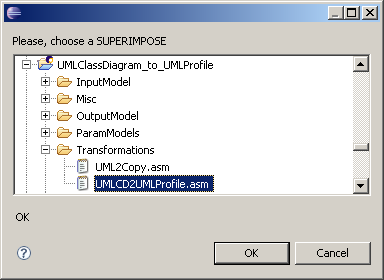 Please, choose a SUPERIMPOSE
UMLClassDiagram_to_UMLProfile
InputModel
Misc
OutputModel
ParamModels
Transformations
UML2Copy.asm
UMLCD2UMLProfile.asm
OK
OK Cancel